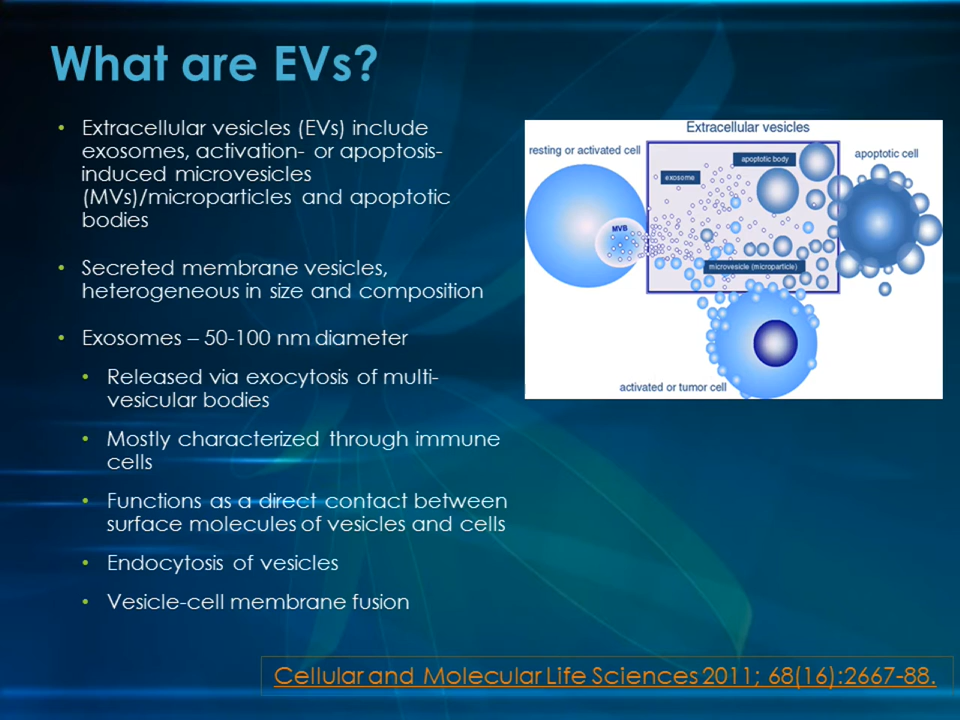 What are EVs?
• Extracellular vesicles (EVs) include
exosomes, activation- or apoptosis-
induced microvesicles
(MVs)/microparticles and apoptotic
bodies
• Secreted membrane vesicles,
heterogeneous in size and composition
• Exosomes – 50-100 nm diameter
• Released via exocytosis of multi-
vesicular bodies
• Mostly characterized through immune
cells
• Functions as a direct contact between
surface molecules of vesicles and cells
• Endocytosis of vesicles
• Vesicle-cell membrane fusion
Extracellular vesicles
resting or activated cell
apoptotic body
apoptotic cell
exosome
MVB
microvesicle (microparticle)
activated or tumor cell
Cellular and Molecular Life Sciences 2011; 68(16):2667-88.